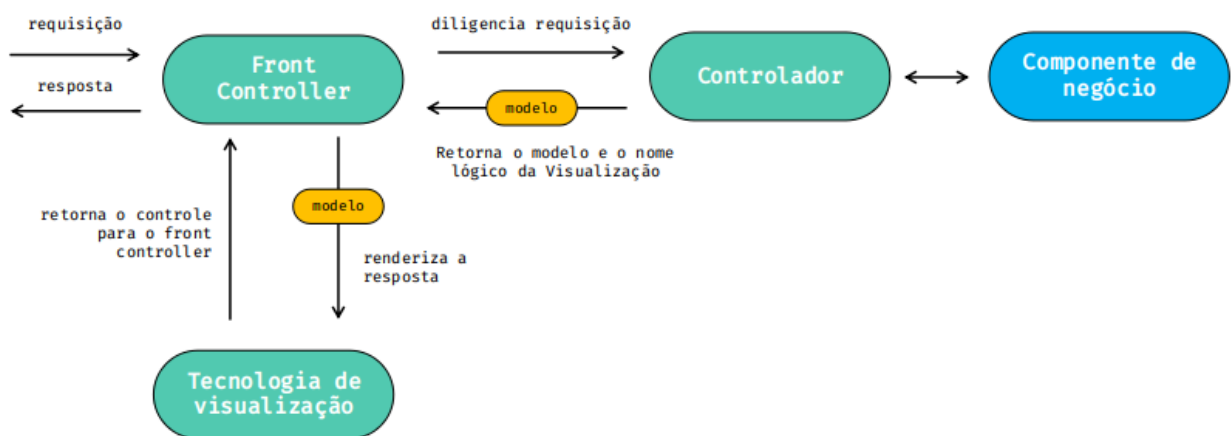 requisição
resposta
Front
Controller
diligencia requisição
modelo
Retorna o modelo e o nome
lógico da Visualização
Controlador
Componente de
negócio
retorna o controle
para o front
controller
modelo
renderiza a
resposta
Tecnologia de
visualização